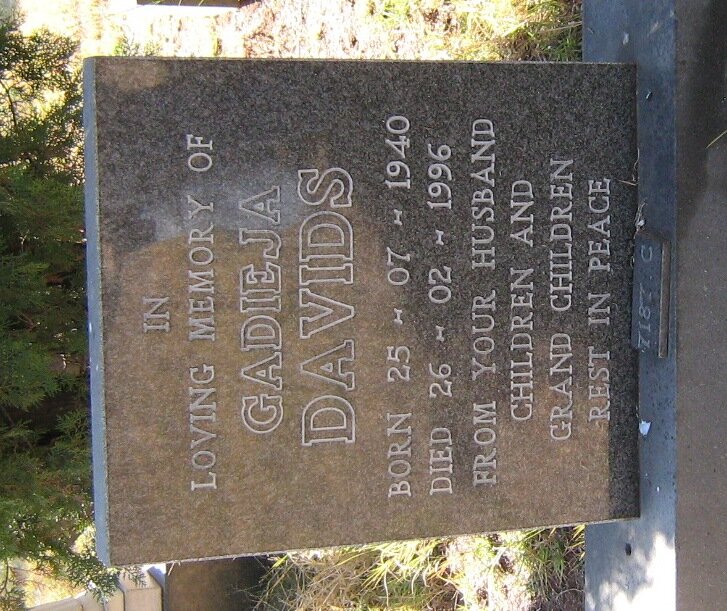 IN
LOVING MEMORY OF
GADIEJA
DAVIDS
BORN 25 ~ 07 ~ 1940
DIED 26 ~ 02 ~ 1996
FROM YOUR HUSBAND
CHILDREN AND
GRAND CHILDREN
REST IN PEACE